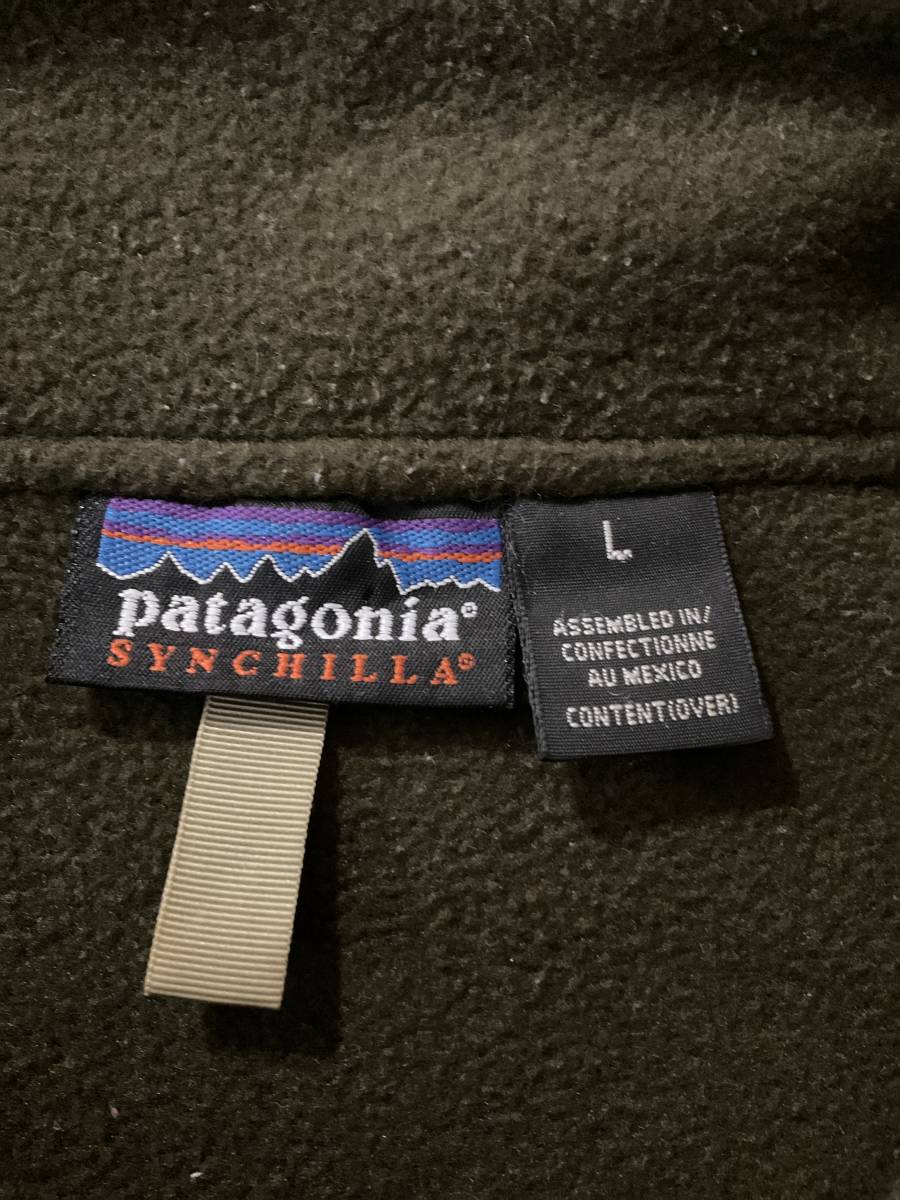 patagonia®
SYNCHILLA®
L
ASSEMBLED IN/
CONFECTIONNE
AU MEXICO
CONTENT(OVER)